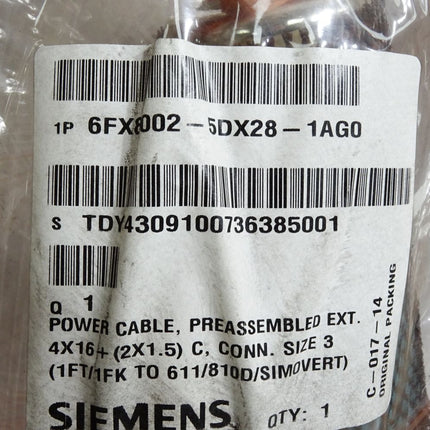 1P 6FX8002-5DX28-1AG0
S TDY4309100736385001
Q 1
POWER CABLE, PREASSEMBLED EXT.
4X16+(2X1.5) C, CONN. SIZE 3
(1FT/1FK TO 611/810D/SIMOVERT)
SIEMENS QTY: 1
C-017-14
ORIGINAL PACKING